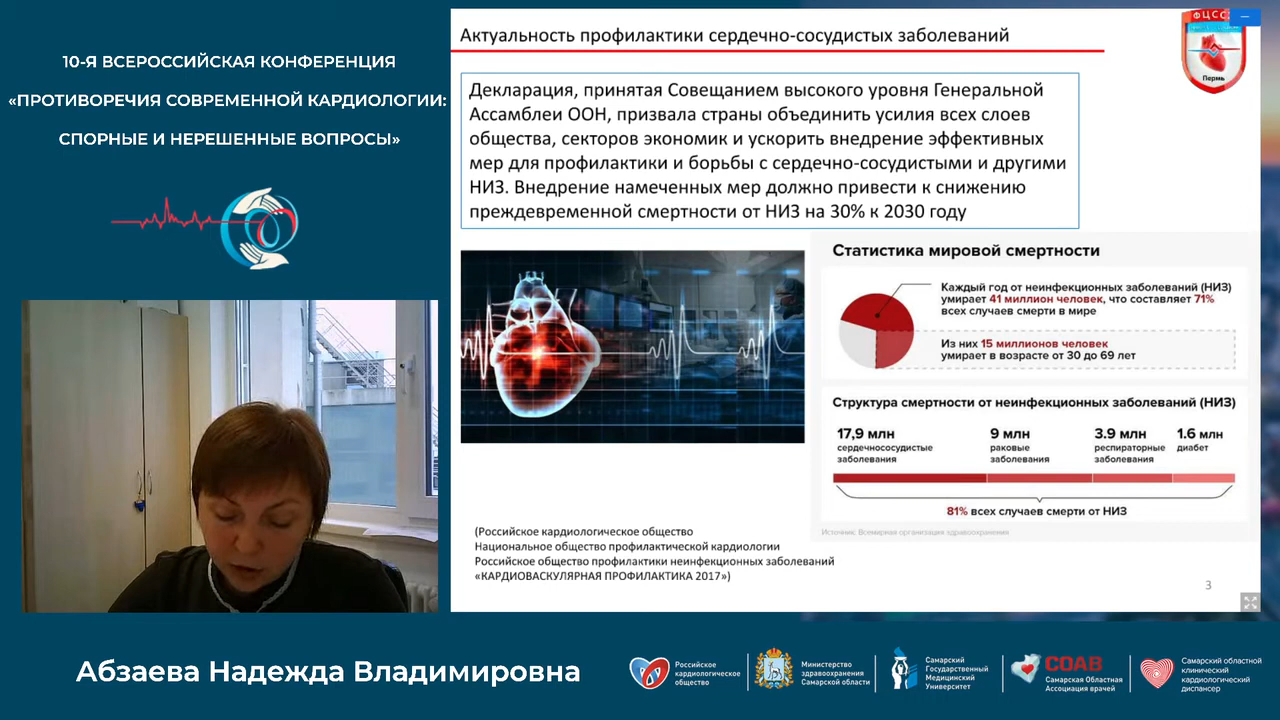 10-Я ВСЕРОССИЙСКАЯ КОНФЕРЕНЦИЯ
«ПРОТИВОРЕЧИЯ СОВРЕМЕННОЙ КАРДИОЛОГИИ:
СПОРНЫЕ И НЕРЕШЕННЫЕ ВОПРОСЫ»
Актуальность профилактики сердечно-сосудистых заболеваний
Пермь
Декларация, принятая Совещанием высокого уровня Генеральной
Ассамблеи ООН, призвала страны объединить усилия всех слоев
общества, секторов экономик и ускорить внедрение эффективных
мер для профилактики и борьбы с сердечно-сосудистыми и другими
НИЗ. Внедрение намеченных мер должно привести к снижению
преждевременной смертности от НИЗ на 30% к 2030 году
Статистика мировой смертности
Каждый год от неинфекционных заболеваний (НИЗ)
умирает 41 миллион человек, что составляет 71%
всех случаев смерти в мире
Из них 15 миллионов человек
умирает в возрасте от 30 до 69 лет
Структура смертности от неинфекционных заболеваний (НИЗ)
17,9 млн
сердечнососудистые
заболевания
9 млн
раковые
заболевания
3.9 млн
респираторные
заболевания
1.6 млн
диабет
81% всех случаев смерти от НИЗ
Источник: Всемирная организация здравоохранения
(Российское кардиологическое общество
Национальное общество профилактической кардиологии
Российское общество профилактики неинфекционных заболеваний
«КАРДИОВАСКУЛЯРНАЯ ПРОФИЛАКТИКА 2017»)
3
Абзаева Надежда Владимировна
Российское
кардиологическое
общество
Министерство
здравоохранения
Самарской области
Самарский
Государственный
Медицинский
Университет
СОАВ
Самарская Областная
Ассоциация врачей
Самарский областной
клинический
кардиологический
диспансер